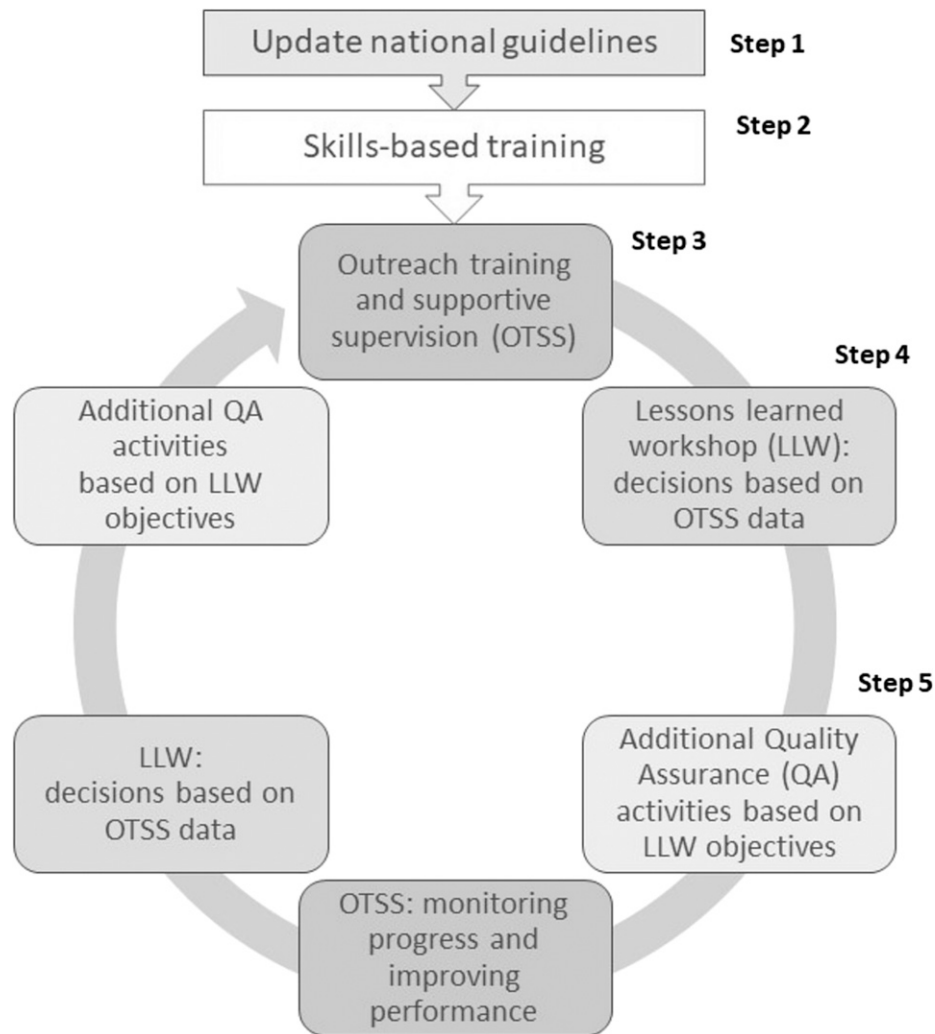 Update national guidelines
Step 1
Skills-based training
Step 2
Outreach training
and supportive
supervision (OTSS)
Step 3
Lessons learned
workshop (LLW):
decisions based on
OTSS data
Step 4
Additional Quality
Assurance (QA)
activities based on
LLW objectives
Step 5
OTSS: monitoring
progress and
improving
performance
LLW:
decisions based on
OTSS data
Additional QA
activities
based on LLW
objectives